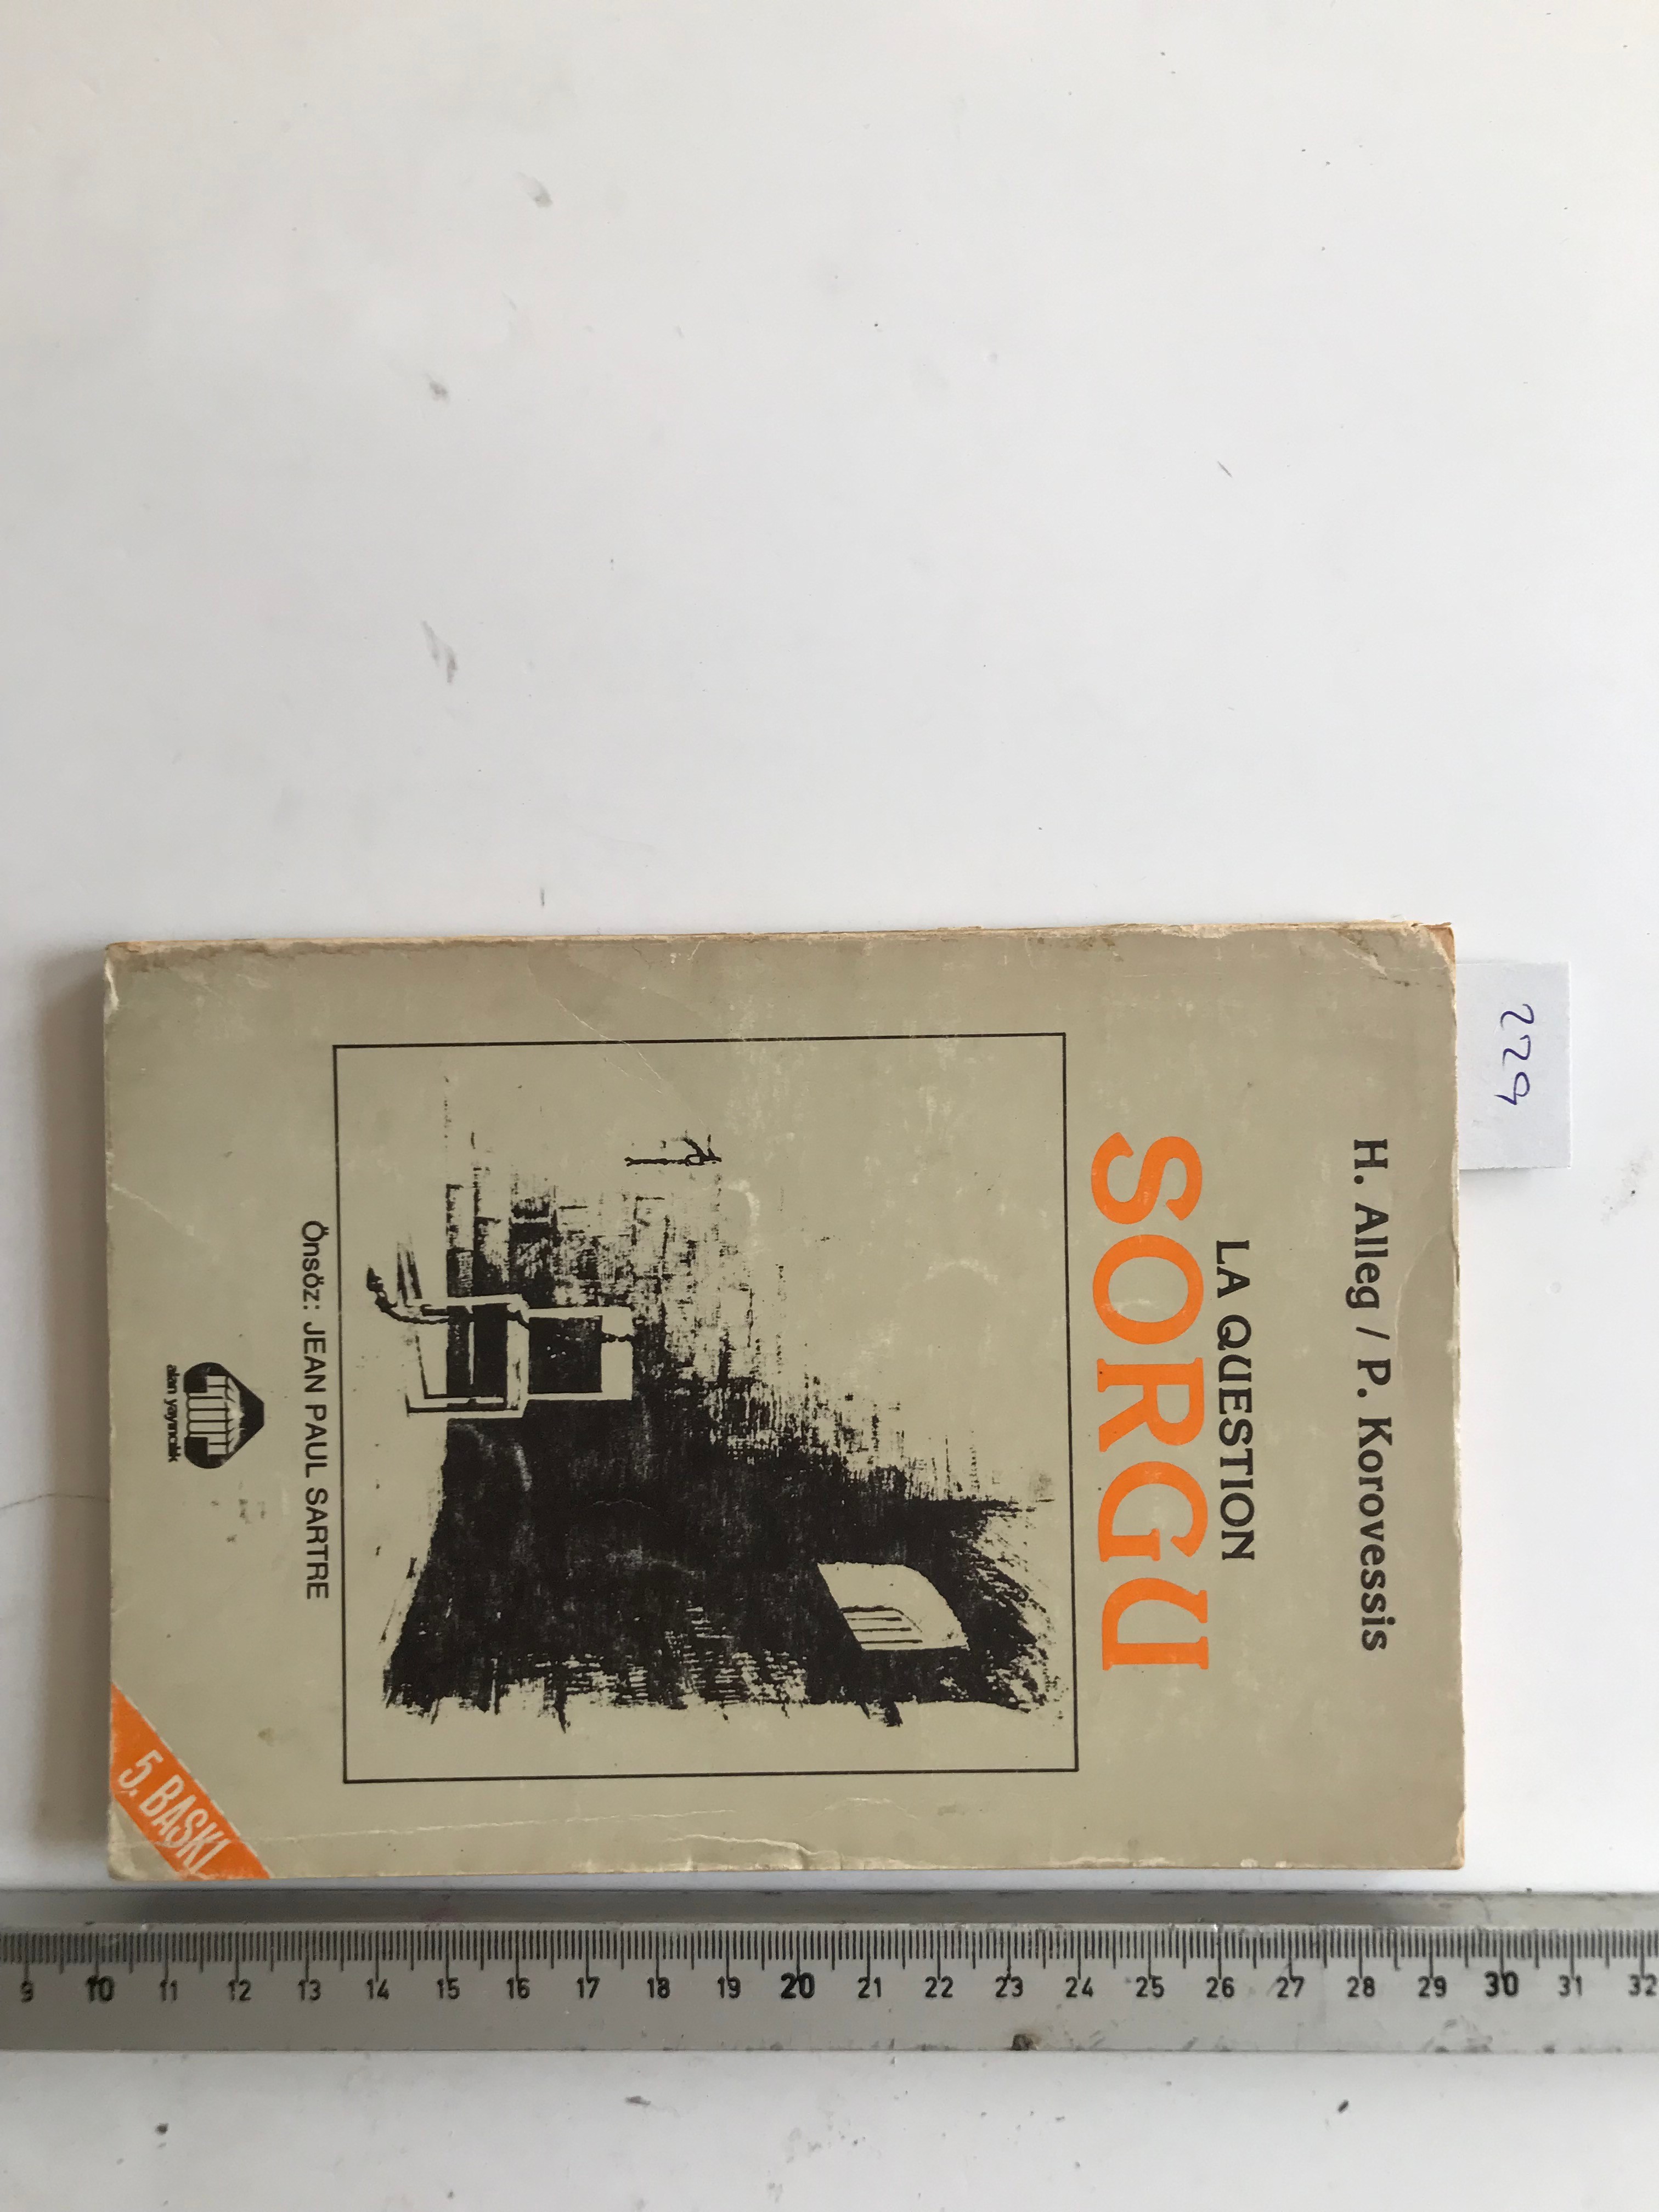 229
H. Alleg / P. Korovessis
LA QUESTION
SORGU
Önsöz: JEAN PAUL SARTRE
alan yayıncılık
5. BASKI
9 10 11 12 13 14 15 16 17 18 19 20 21 22 23 24 25 26 27 28 29 30 31 32